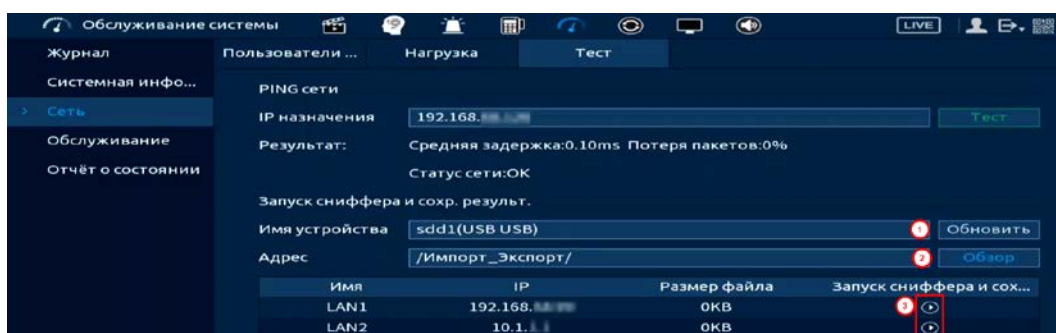 Обслуживание системы LIVE
Журнал Пользователи ... Нагрузка Тест
Системная инфо... PING сети
> Сеть IP назначения 192.168. Тест
Обслуживание Результат: Средняя задержка:0.10ms Потеря пакетов:0%
Отчёт о состоянии Статус сети:OK
Запуск сниффера и сохр. результ.
Имя устройства sdd1(USB USB) 1 Обновить
Адрес /Импорт_Экспорт/ 2 Обзор
Имя IP Размер файла Запуск сниффера и сох...
LAN1 192.168. 0KB 3
LAN2 10.1. 0KB